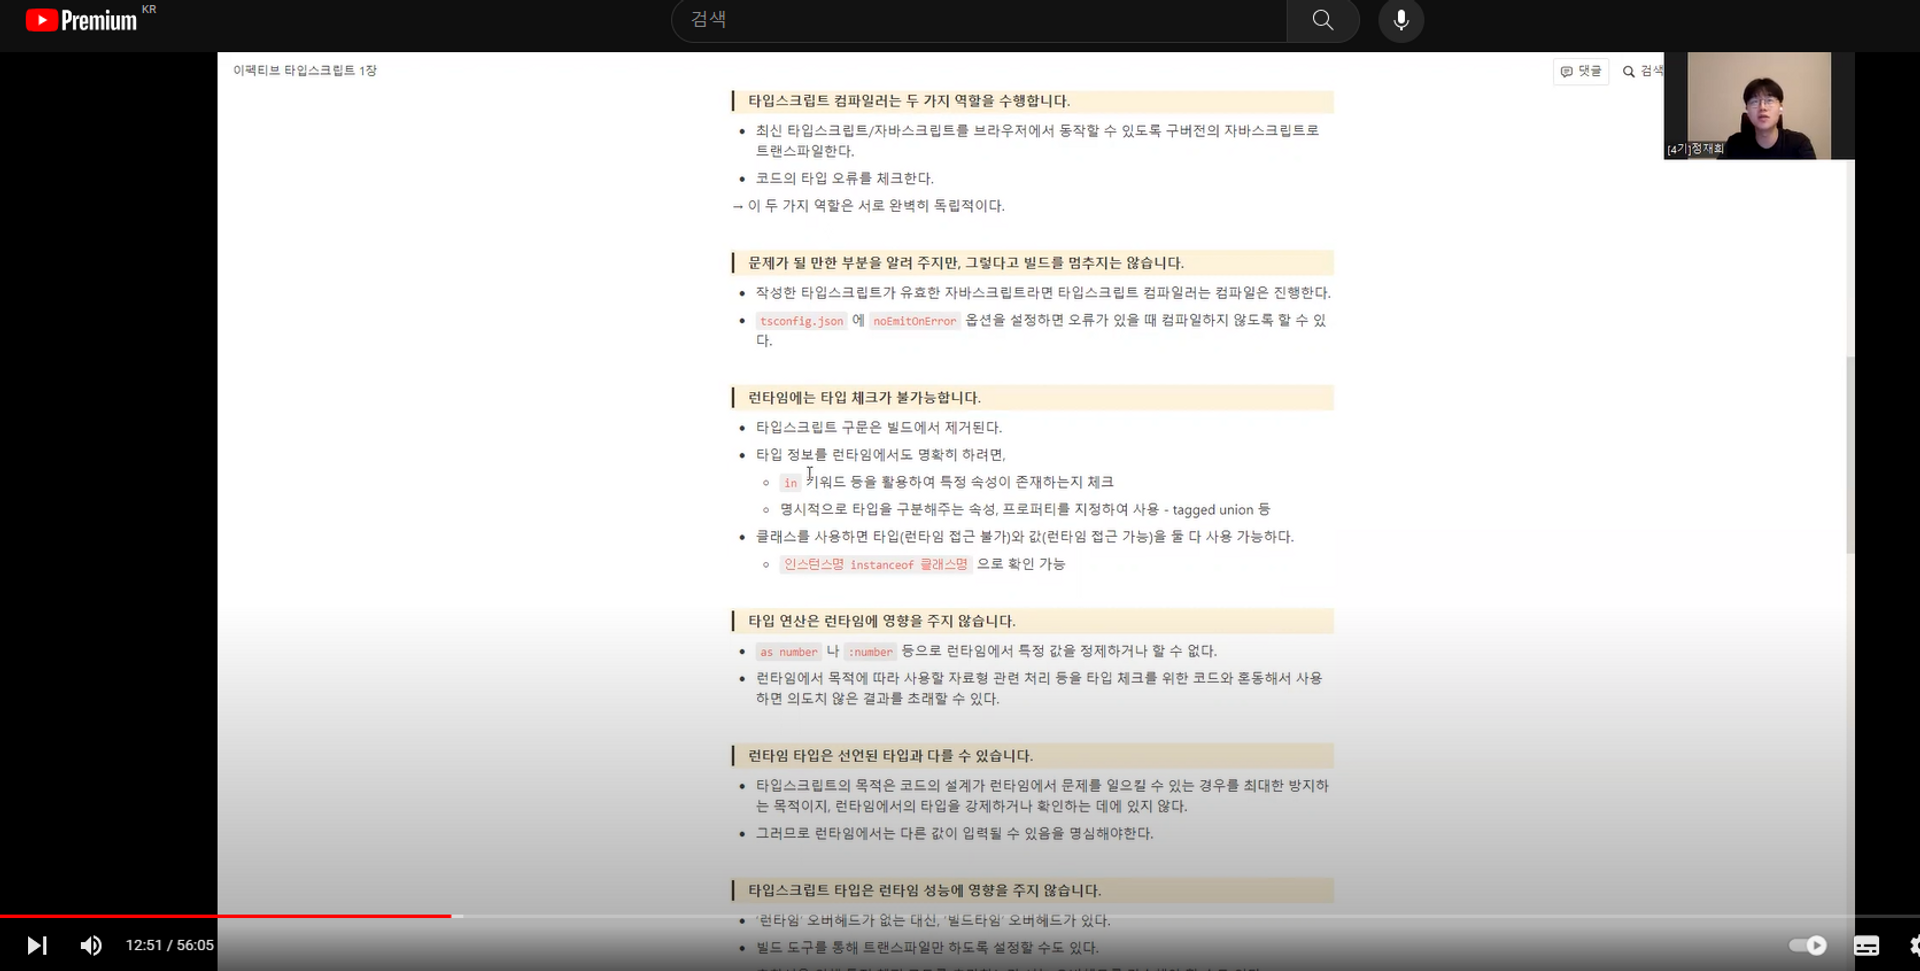 Premium KR
검색
이펙티브 타입스크립트 1장
댓글
검색
[4기]정재희
타입스크립트 컴파일러는 두 가지 역할을 수행합니다.
• 최신 타입스크립트/자바스크립트를 브라우저에서 동작할 수 있도록 구버전의 자바스크립트로
트랜스파일한다.
• 코드의 타입 오류를 체크한다.
→ 이 두 가지 역할은 서로 완벽히 독립적이다.
문제가 될 만한 부분을 알려 주지만, 그렇다고 빌드를 멈추지는 않습니다.
• 작성한 타입스크립트가 유효한 자바스크립트라면 타입스크립트 컴파일러는 컴파일은 진행한다.
• tsconfig.json 에 noEmitOnError 옵션을 설정하면 오류가 있을 때 컴파일하지 않도록 할 수 있
다.
런타임에는 타입 체크가 불가능합니다.
• 타입스크립트 구문은 빌드에서 제거된다.
• 타입 정보를 런타임에서도 명확히 하려면,
◦ in 키워드 등을 활용하여 특정 속성이 존재하는지 체크
◦ 명시적으로 타입을 구분해주는 속성, 프로퍼티를 지정하여 사용 - tagged union 등
• 클래스를 사용하면 타입(런타임 접근 불가)와 값(런타임 접근 가능)을 둘 다 사용 가능하다.
◦ 인스턴스명 instanceof 클래스명 으로 확인 가능
타입 연산은 런타임에 영향을 주지 않습니다.
• as number 나 :number 등으로 런타임에서 특정 값을 정제하거나 할 수 없다.
• 런타임에서 목적에 따라 사용할 자료형 관련 처리 등을 타입 체크를 위한 코드와 혼동해서 사용
하면 의도치 않은 결과를 초래할 수 있다.
런타임 타입은 선언된 타입과 다를 수 있습니다.
• 타입스크립트의 목적은 코드의 설계가 런타임에서 문제를 일으킬 수 있는 경우를 최대한 방지하
는 목적이지, 런타임에서의 타입을 강제하거나 확인하는 데에 있지 않다.
• 그러므로 런타임에서는 다른 값이 입력될 수 있음을 명심해야한다.
타입스크립트 타입은 런타임 성능에 영향을 주지 않습니다.
• '런타임' 오버헤드가 없는 대신, '빌드타임' 오버헤드가 있다.
• 빌드 도구를 통해 트랜스파일만 하도록 설정할 수도 있다.
12:51 / 56:05